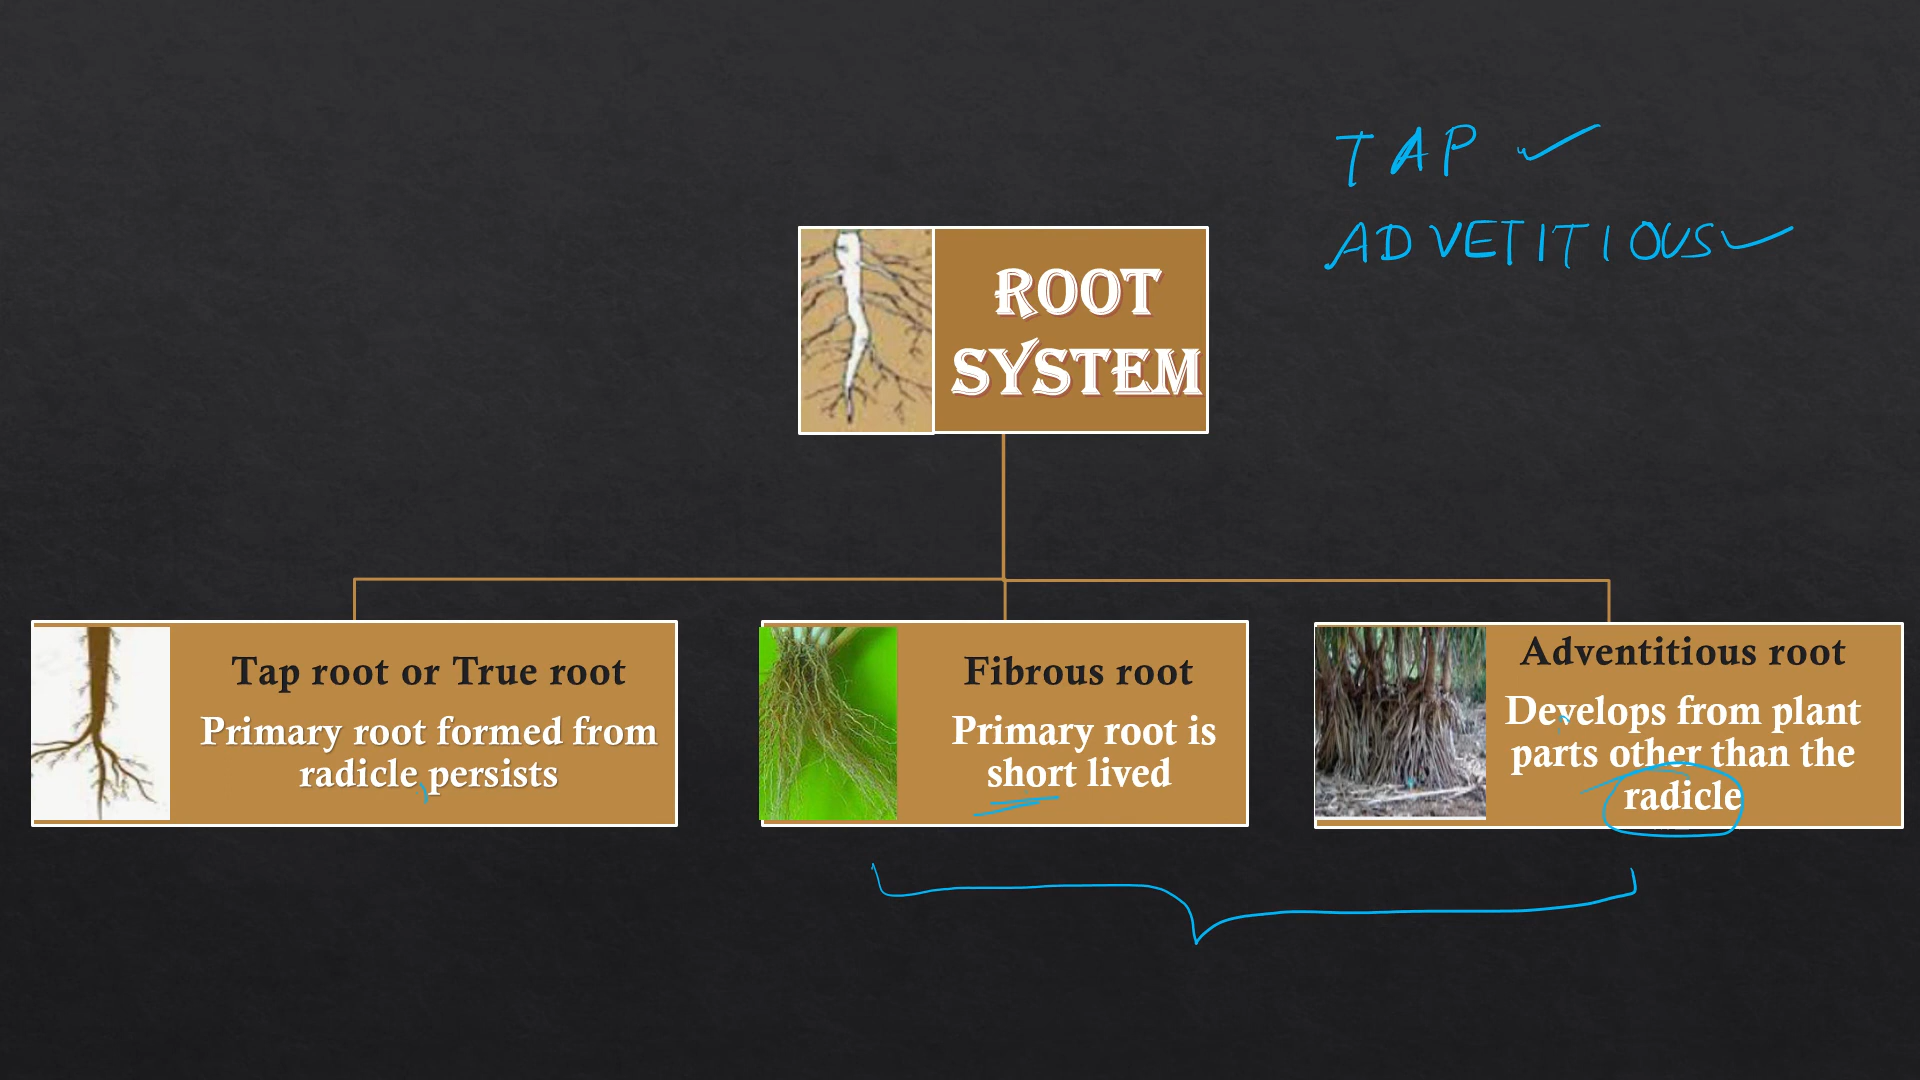 TAP
ADVETITIOUS
ROOT
SYSTEM
Tap root or True root
Primary root formed from
radicle persists
Fibrous root
Primary root is
short lived
Adventitious root
Develops from plant
parts other than the
radicle